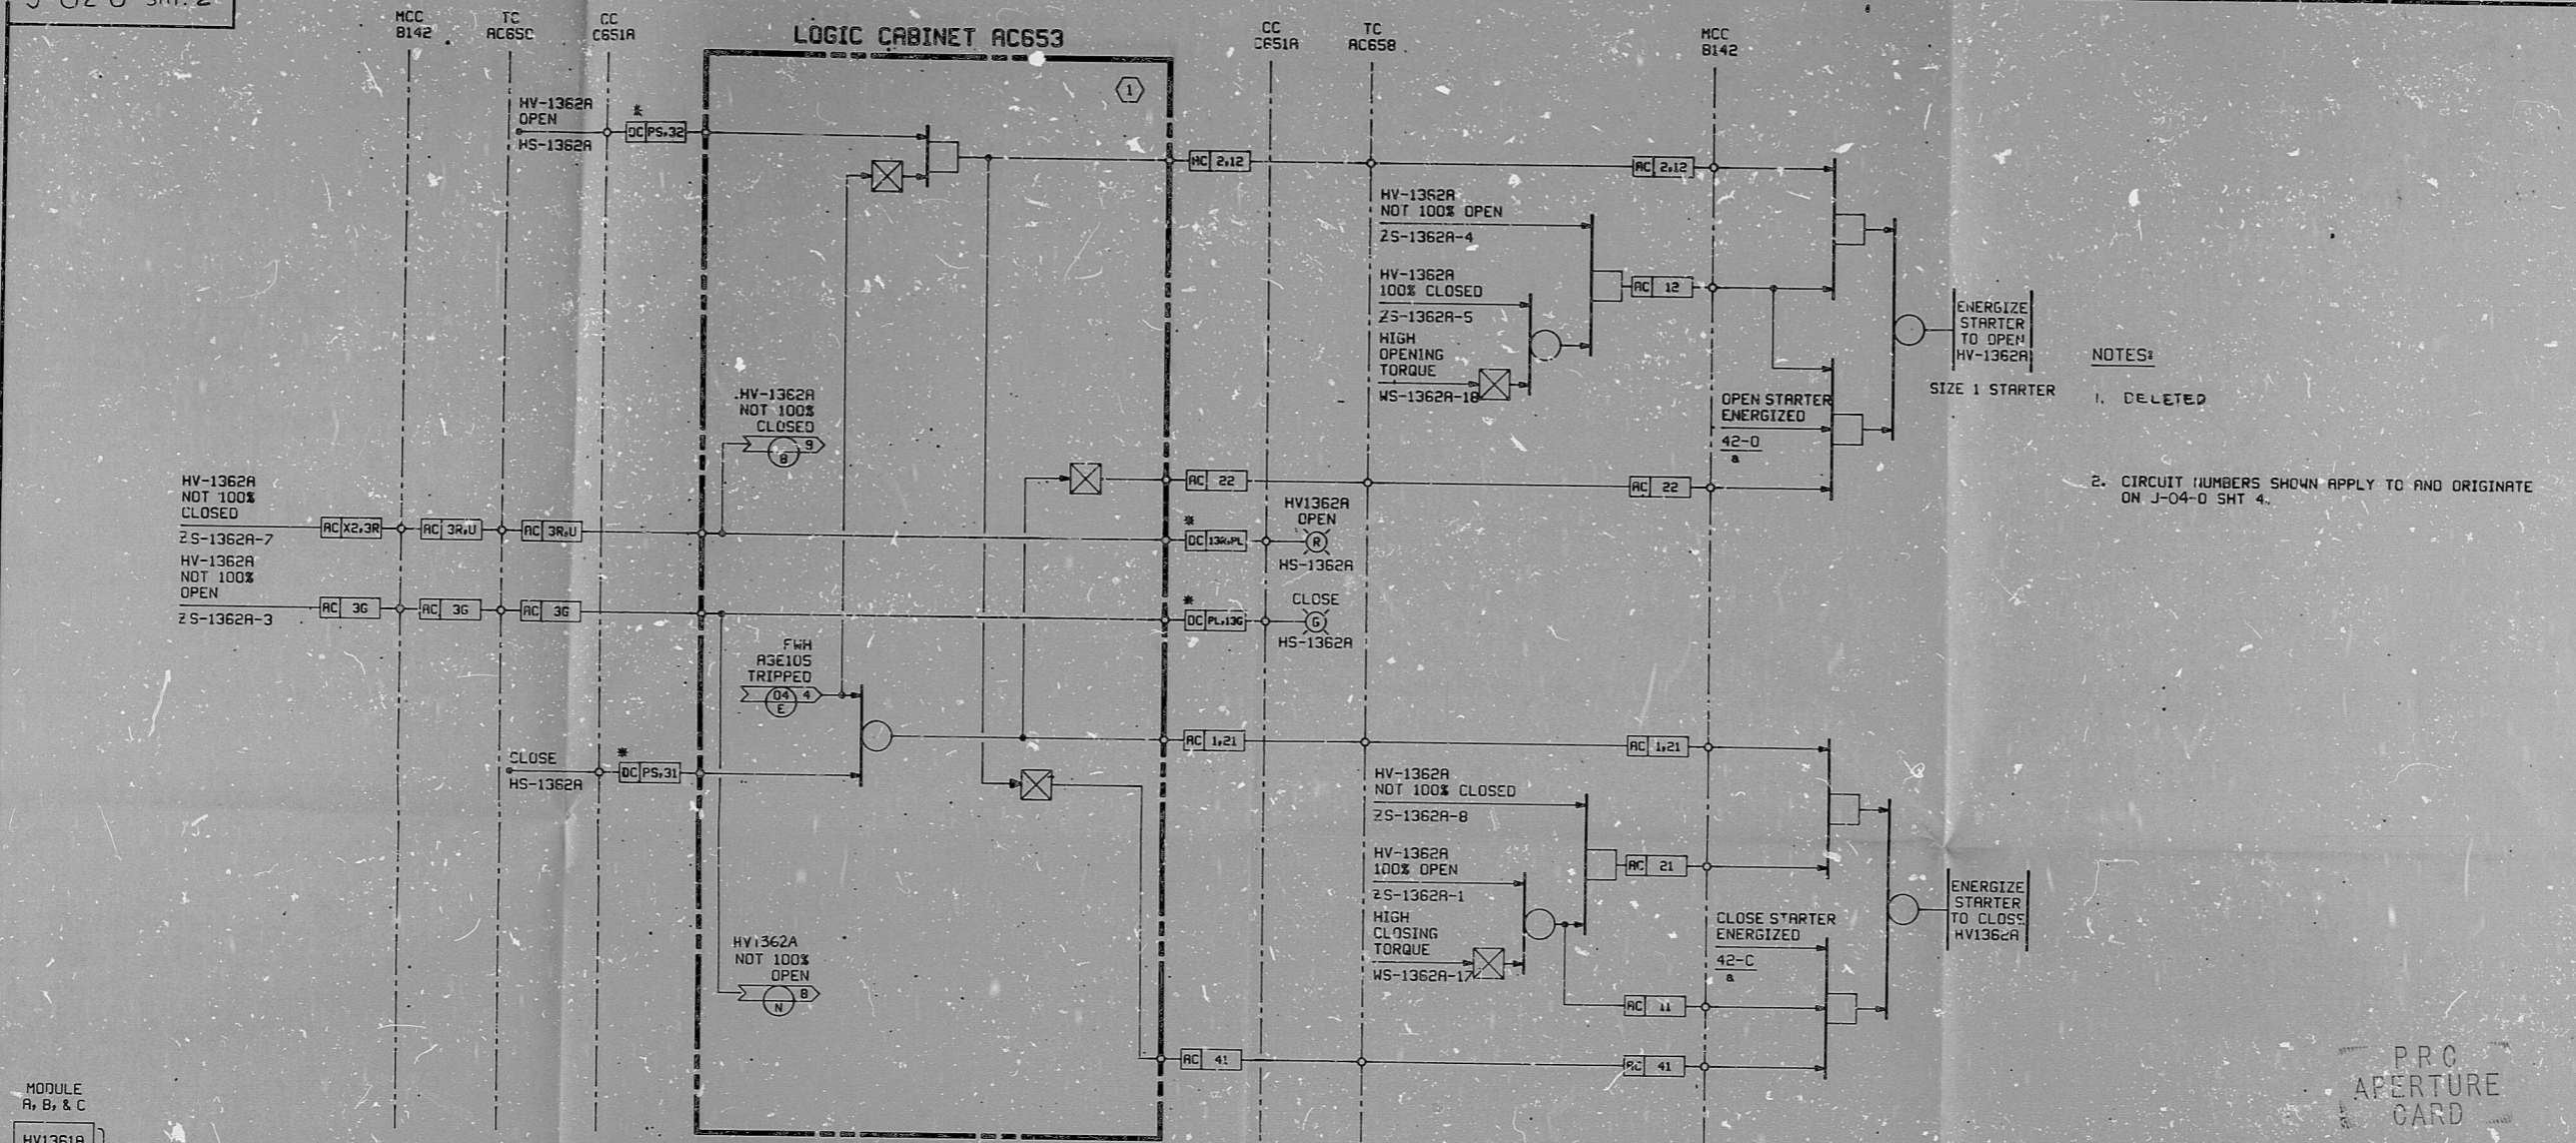 SHT. 2
MCC
B142
TC
AC65C
CC
C651A
LOGIC CABINET AC653
CC
C651A
TC
AC658
MCC
B142
1
HV-1362A
OPEN
HS-1362A
*
DC PS,32
AC 2,12
AC 2,12
HV-1362A
NOT 100% OPEN
ZS-1362A-4
HV-1362A
100% CLOSED
ZS-1362A-5
HIGH
OPENING
TORQUE
WS-1362A-18
AC 12
ENERGIZE
STARTER
TO OPEN
HV-1362A
SIZE 1 STARTER
OPEN STARTER
ENERGIZED
42-O
a
NOTES:
1. DELETED
2. CIRCUIT NUMBERS SHOWN APPLY TO AND ORIGINATE
ON J-04-0 SHT 4.
.HV-1362A
NOT 100%
CLOSED
9
B
AC 22
AC 22
HV-1362A
NOT 100%
CLOSED
ZS-1362A-7
AC X2,3R
AC 3R,U
AC 3R,U
*
DC 13R,PL
HV1362A
OPEN
R
HS-1362A
HV-1362A
NOT 100%
OPEN
ZS-1362A-3
AC 3G
AC 3G
AC 3G
*
DC PL,13G
CLOSE
G
HS-1362A
FWH
A3E105
TRIPPED
04 4
E
AC 1,21
AC 1,21
CLOSE
HS-1362A
*
DC PS,31
HV-1362A
NOT 100% CLOSED
ZS-1362A-8
HV-1362A
100% OPEN
ZS-1362A-1
HIGH
CLOSING
TORQUE
WS-1362A-17
AC 21
CLOSE STARTER
ENERGIZED
42-C
a
ENERGIZE
STARTER
TO CLOSE
HV1362A
HV1362A
NOT 100%
OPEN
8
N
AC 11
AC 41
AC 41
MODULE
A, B, & C
HV1361A
PRC
APERTURE
CARD